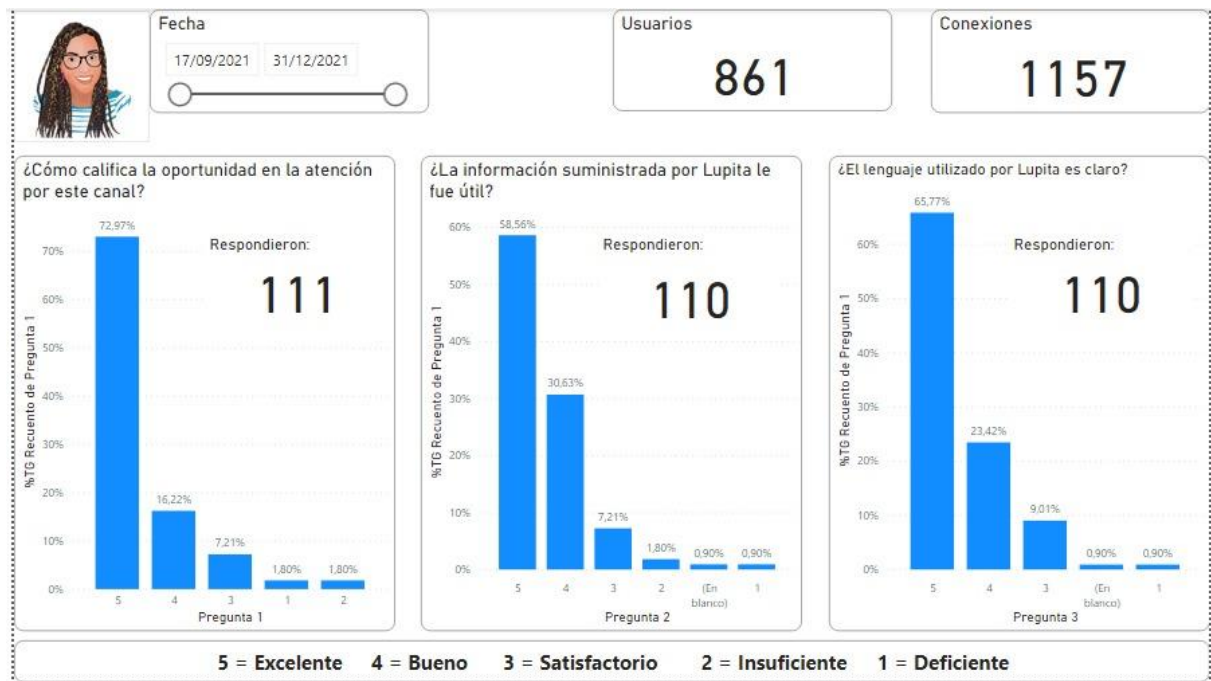 Fecha
17/09/2021 31/12/2021
Usuarios
861
Conexiones
1157
¿Cómo califica la oportunidad en la atención
por este canal?
%TG Recuento de Pregunta 1
70%
60%
50%
40%
30%
20%
10%
0%
72,97%
16,22%
7,21%
1,80%
1,80%
Respondieron:
111
5 4 3 1 2
Pregunta 1
¿La información suministrada por Lupita le
fue útil?
%TG Recuento de Pregunta 1
60%
50%
40%
30%
20%
10%
0%
58,56%
30,63%
7,21%
1,80%
0,90%
0,90%
Respondieron:
110
5 4 3 2 (En 1
blanco)
Pregunta 2
¿El lenguaje utilizado por Lupita es claro?
%TG Recuento de Pregunta 1
60%
50%
40%
30%
20%
10%
0%
65,77%
23,42%
9,01%
0,90%
0,90%
Respondieron:
110
5 4 3 (En 1
blanco)
Pregunta 3
5 = Excelente 4 = Bueno 3 = Satisfactorio 2 = Insuficiente 1 = Deficiente